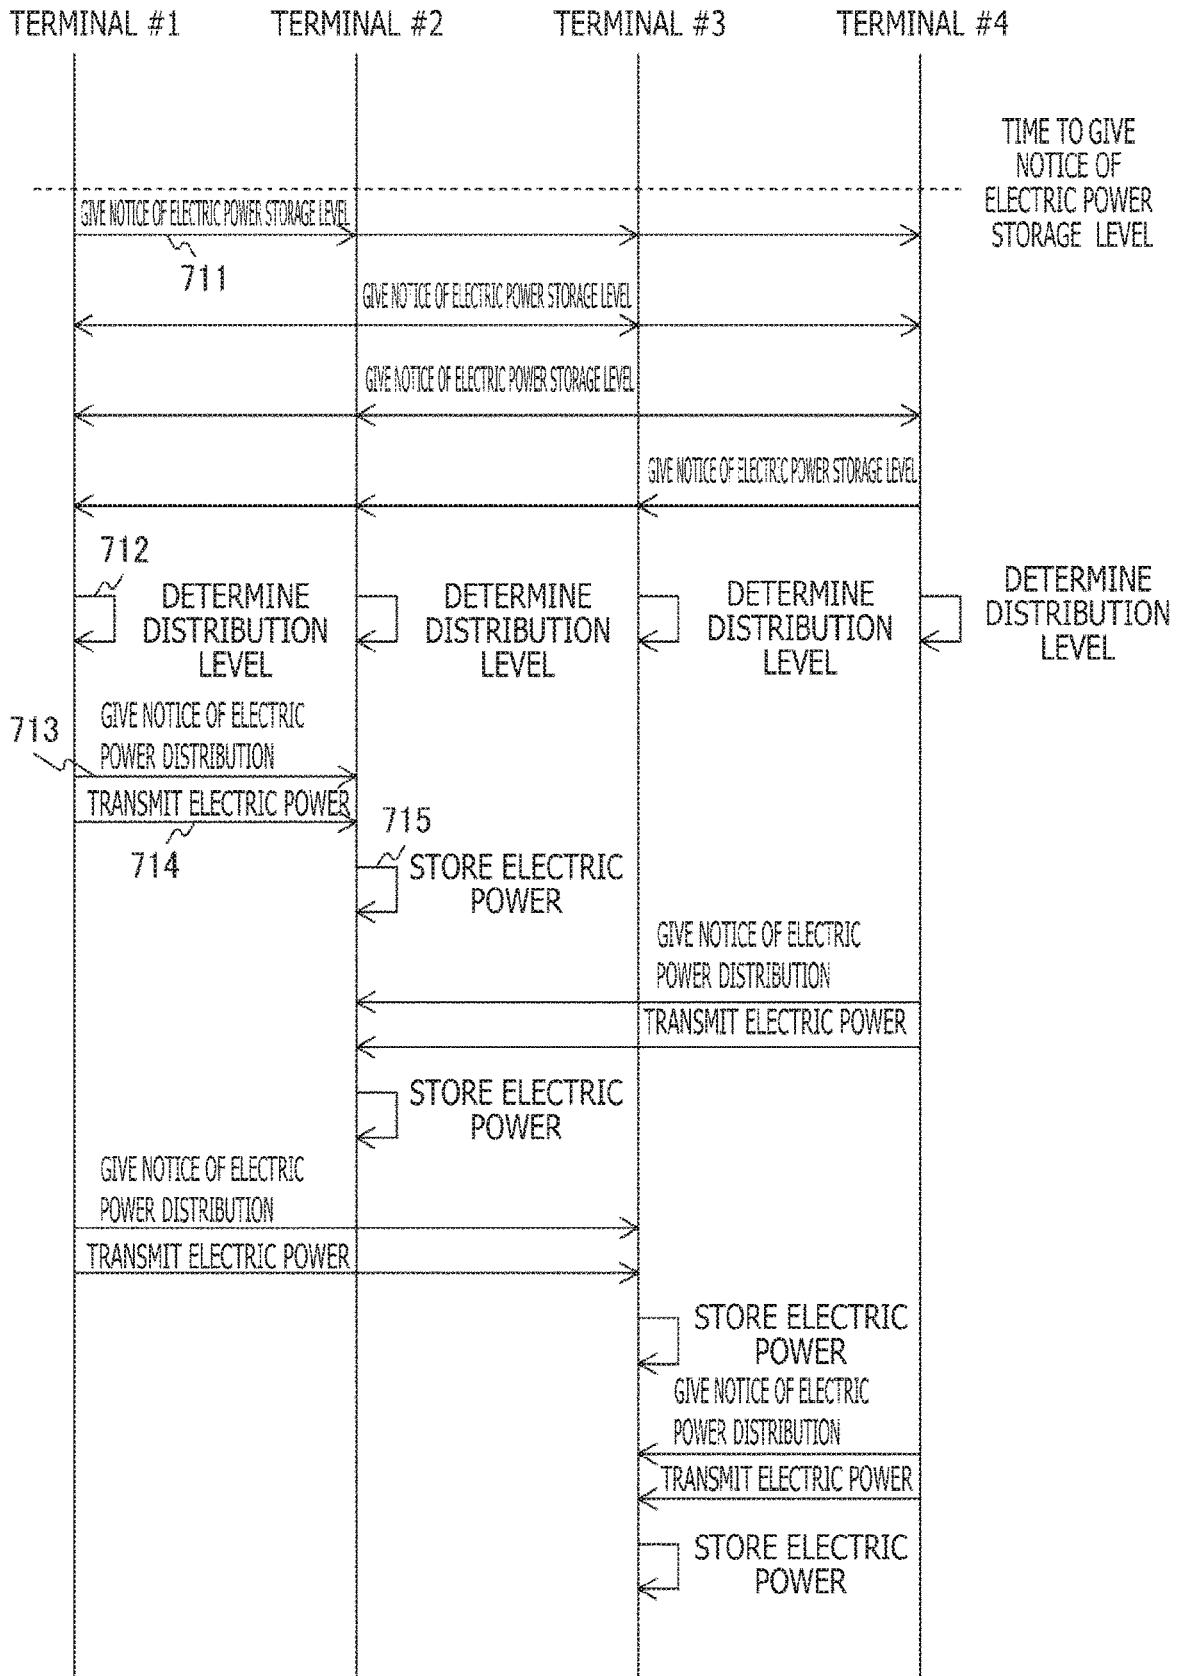 TERMINAL #1
TERMINAL #2
TERMINAL #3
TERMINAL #4
TIME TO GIVE
NOTICE OF
ELECTRIC POWER
STORAGE LEVEL
GIVE NOTICE OF ELECTRIC POWER STORAGE LEVEL
711
GIVE NOTICE OF ELECTRIC POWER STORAGE LEVEL
GIVE NOTICE OF ELECTRIC POWER STORAGE LEVEL
GIVE NOTICE OF ELECTRIC POWER STORAGE LEVEL
712
DETERMINE
DISTRIBUTION
LEVEL
DETERMINE
DISTRIBUTION
LEVEL
DETERMINE
DISTRIBUTION
LEVEL
DETERMINE
DISTRIBUTION
LEVEL
713
GIVE NOTICE OF ELECTRIC
POWER DISTRIBUTION
TRANSMIT ELECTRIC POWER
714
715
STORE ELECTRIC
POWER
GIVE NOTICE OF ELECTRIC
POWER DISTRIBUTION
TRANSMIT ELECTRIC POWER
STORE ELECTRIC
POWER
GIVE NOTICE OF ELECTRIC
POWER DISTRIBUTION
TRANSMIT ELECTRIC POWER
STORE ELECTRIC
POWER
GIVE NOTICE OF ELECTRIC
POWER DISTRIBUTION
TRANSMIT ELECTRIC POWER
STORE ELECTRIC
POWER